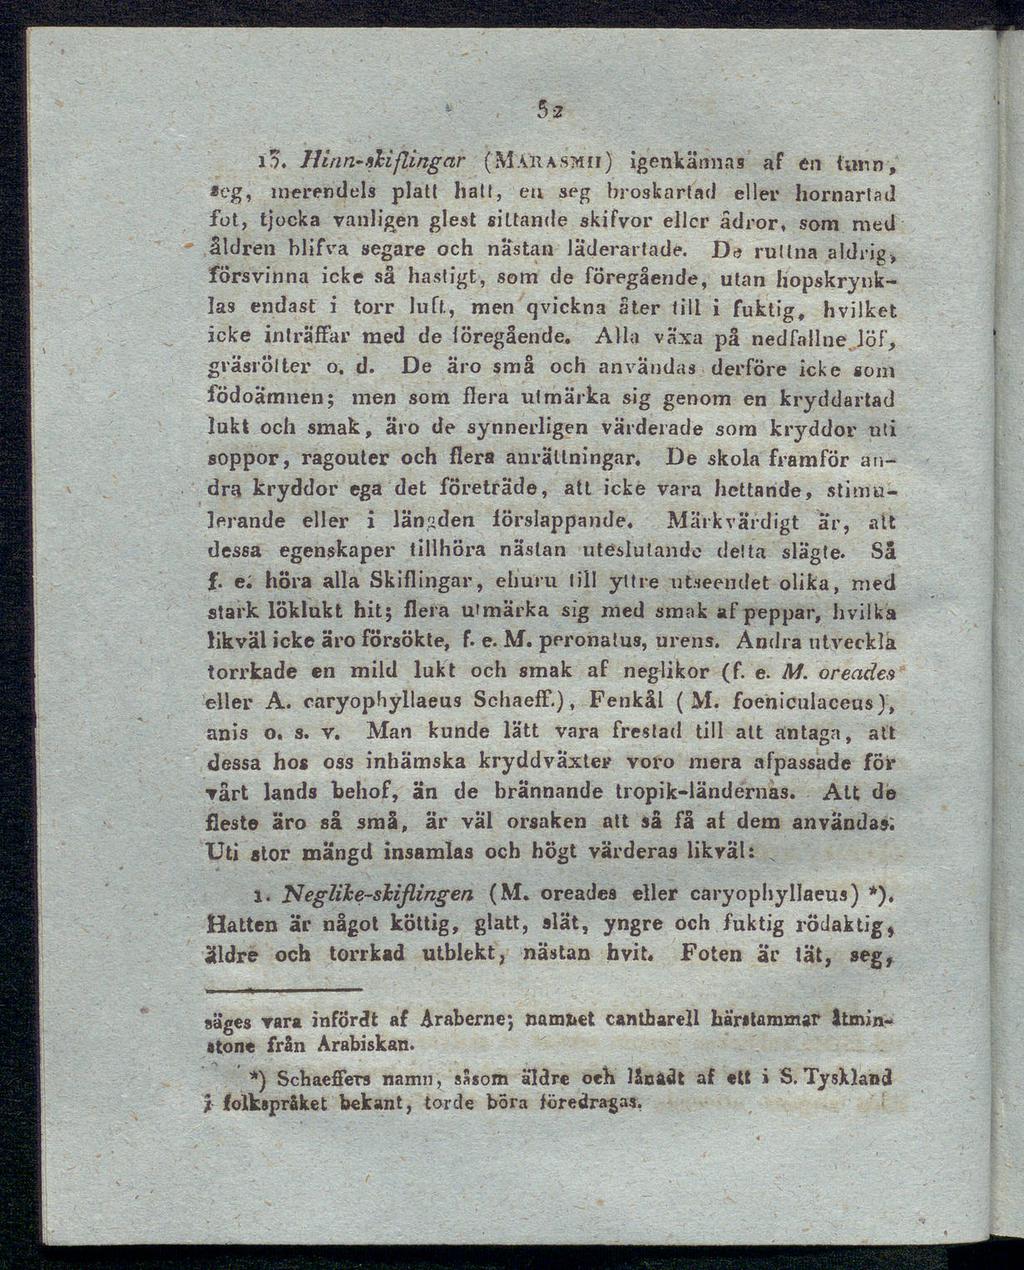 52
13. Hinn-skiflingar (MARASMII) igenkännas af en tunn,
seg, merendels platt hatt, en seg broskartad eller hornartad
fot, tjocka vanligen glest sittande skifvor eller ådror, som med
åldren blifva segare och nästan läderartade. De ruttna aldrig,
försvinna icke så hastigt, som de föregående, utan hopskrynk-
las endast i torr luft, men qvickna åter till i fuktig, hvilket
icke inträffar med de föregående. Alla växa på nedfallne löf,
gräsrötter o. d. De äro små och användas derföre icke som
födoämnen; men som flera utmärka sig genom en kryddartad
lukt och smak, äro de synnerligen värderade som kryddor uti
soppor, ragouter och flera anrättningar. De skola framför an-
dra kryddor ega det företräde, att icke vara hettande, stimu-
lerande eller i längden förslappande. Märkvärdigt är, att
dessa egenskaper tillhöra nästan uteslutande detta slägte. Så
f. e. höra alla Skiflingar, ehuru till yttre utseendet olika, med
stark löklukt hit; flera utmärka sig med smak af peppar, hvilka
likväl icke äro försökte, f. e. M. peronatus, urens. Andra utveckla
torrkade en mild lukt och smak af neglikor (f. e. M. oreades
eller A. caryophyllaeus Schaeff.), Fenkål (M. foeniculaceus),
anis o. s. v. Man kunde lätt vara frestad till att antaga, att
dessa hos oss inhämska kryddväxter voro mera afpassade för
vårt lands behof, än de brännande tropik-ländernas. Att de
fleste äro så små, är väl orsaken att så få af dem användas.
Uti stor mängd insamlas och högt värderas likväl:
1. Neglike-skiflingen (M. oreades eller caryophyllaeus) *).
Hatten är något köttig, glatt, slät, yngre och fuktig rödaktig,
äldre och torrkad utblekt, nästan hvit. Foten är tät, seg,
säges vara infördt af Araberne; namnet cantharell härstammar åtmin-
stone från Arabiskan.
*) Schaeffers namn, såsom äldre och lånadt af ett i S. Tyskland
i folkspråket bekant, torde böra föredragas.